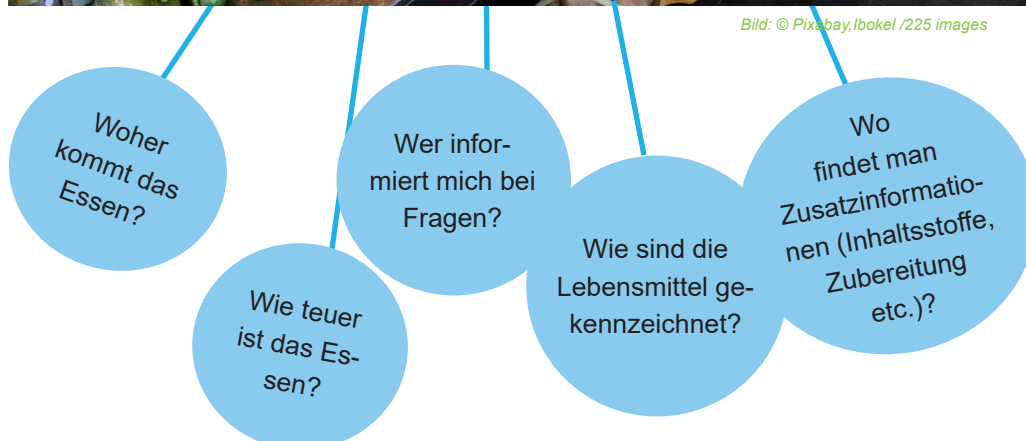 Bild: © Pixabay,Ibokel /225 images
Woher
kommt das
Essen?
Wie teuer
ist das Es-
sen?
Wer infor-
miert mich bei
Fragen?
Wie sind die
Lebensmittel ge-
kennzeichnet?
Wo
findet man
Zusatzinformatio-
nen (Inhaltsstoffe,
Zubereitung
etc.)?